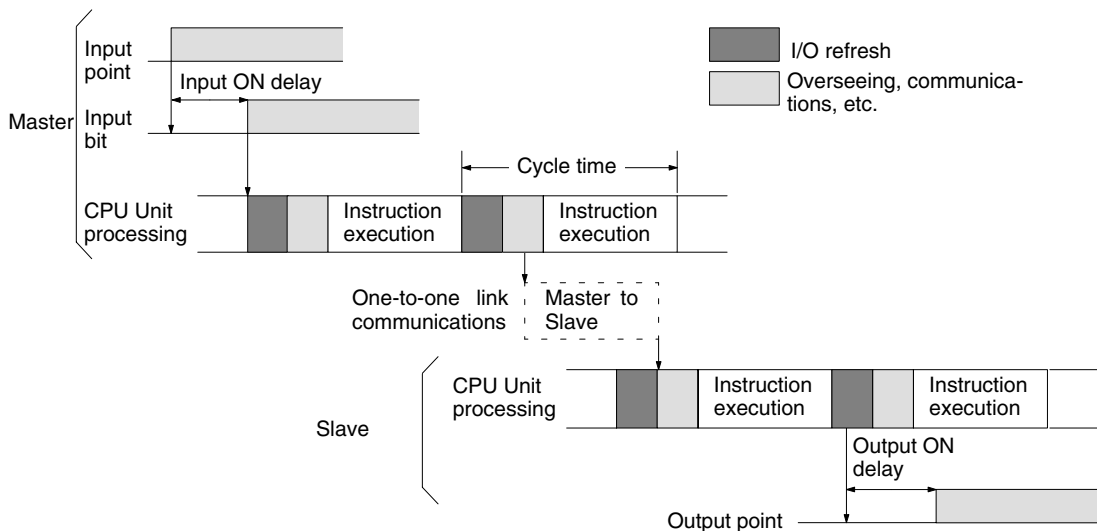 Input
point
I/O refresh
Input ON delay
Overseeing, communica-
tions, etc.
Master
Input
bit
Cycle time
CPU Unit
processing
Instruction
execution
Instruction
execution
One-to-one link
communications
Master to
Slave
CPU Unit
processing
Instruction
execution
Instruction
execution
Slave
Output ON
delay
Output point